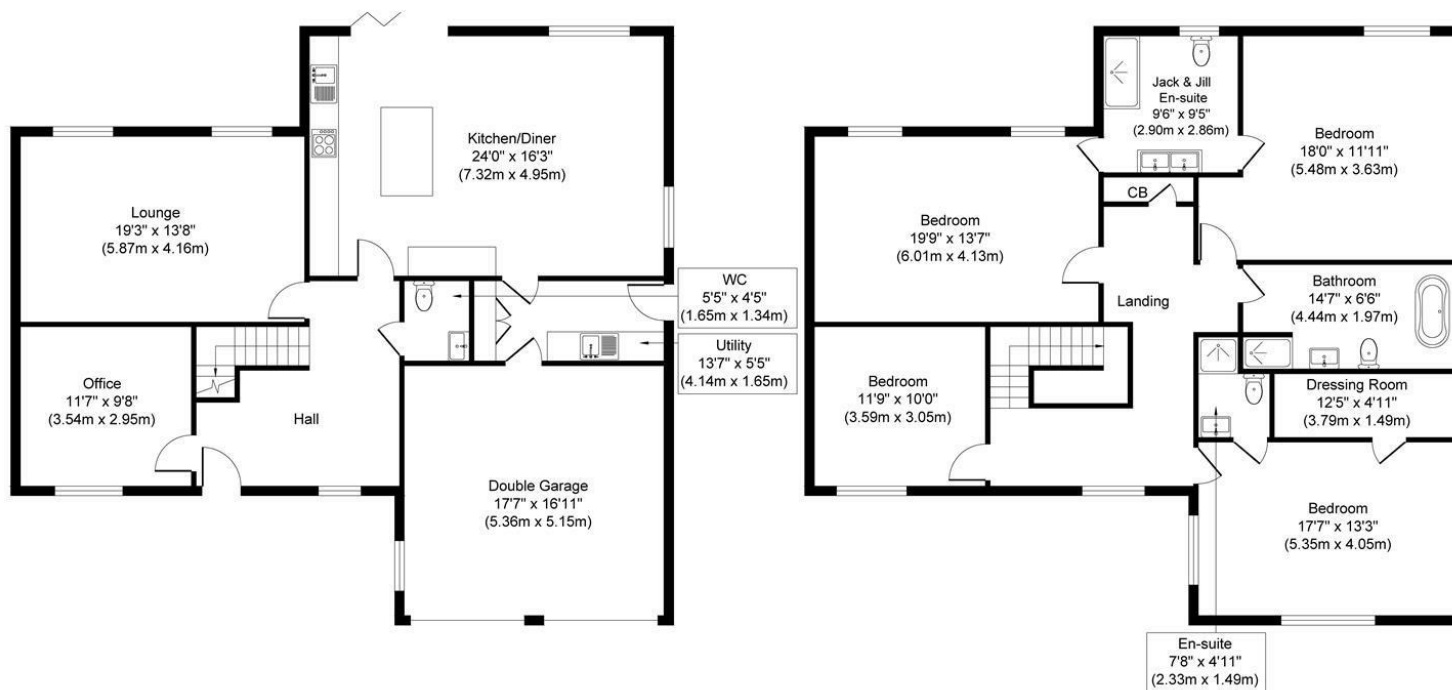 Kitchen/Diner
24'0" x 16'3"
(7.32m x 4.95m)
Lounge
19'3" x 13'8"
(5.87m x 4.16m)
WC
5'5" x 4'5"
(1.65m x 1.34m)
Utility
13'7" x 5'5"
(4.14m x 1.65m)
Office
11'7" x 9'8"
(3.54m x 2.95m)
Hall
Double Garage
17'7" x 16'11"
(5.36m x 5.15m)
Jack & Jill
En-suite
9'6" x 9'5"
(2.90m x 2.86m)
Bedroom
18'0" x 11'11"
(5.48m x 3.63m)
CB
Bedroom
19'9" x 13'7"
(6.01m x 4.13m)
Landing
Bathroom
14'7" x 6'6"
(4.44m x 1.97m)
Bedroom
11'9" x 10'0"
(3.59m x 3.05m)
Dressing Room
12'5" x 4'11"
(3.79m x 1.49m)
Bedroom
17'7" x 13'3"
(5.35m x 4.05m)
En-suite
7'8" x 4'11"
(2.33m x 1.49m)